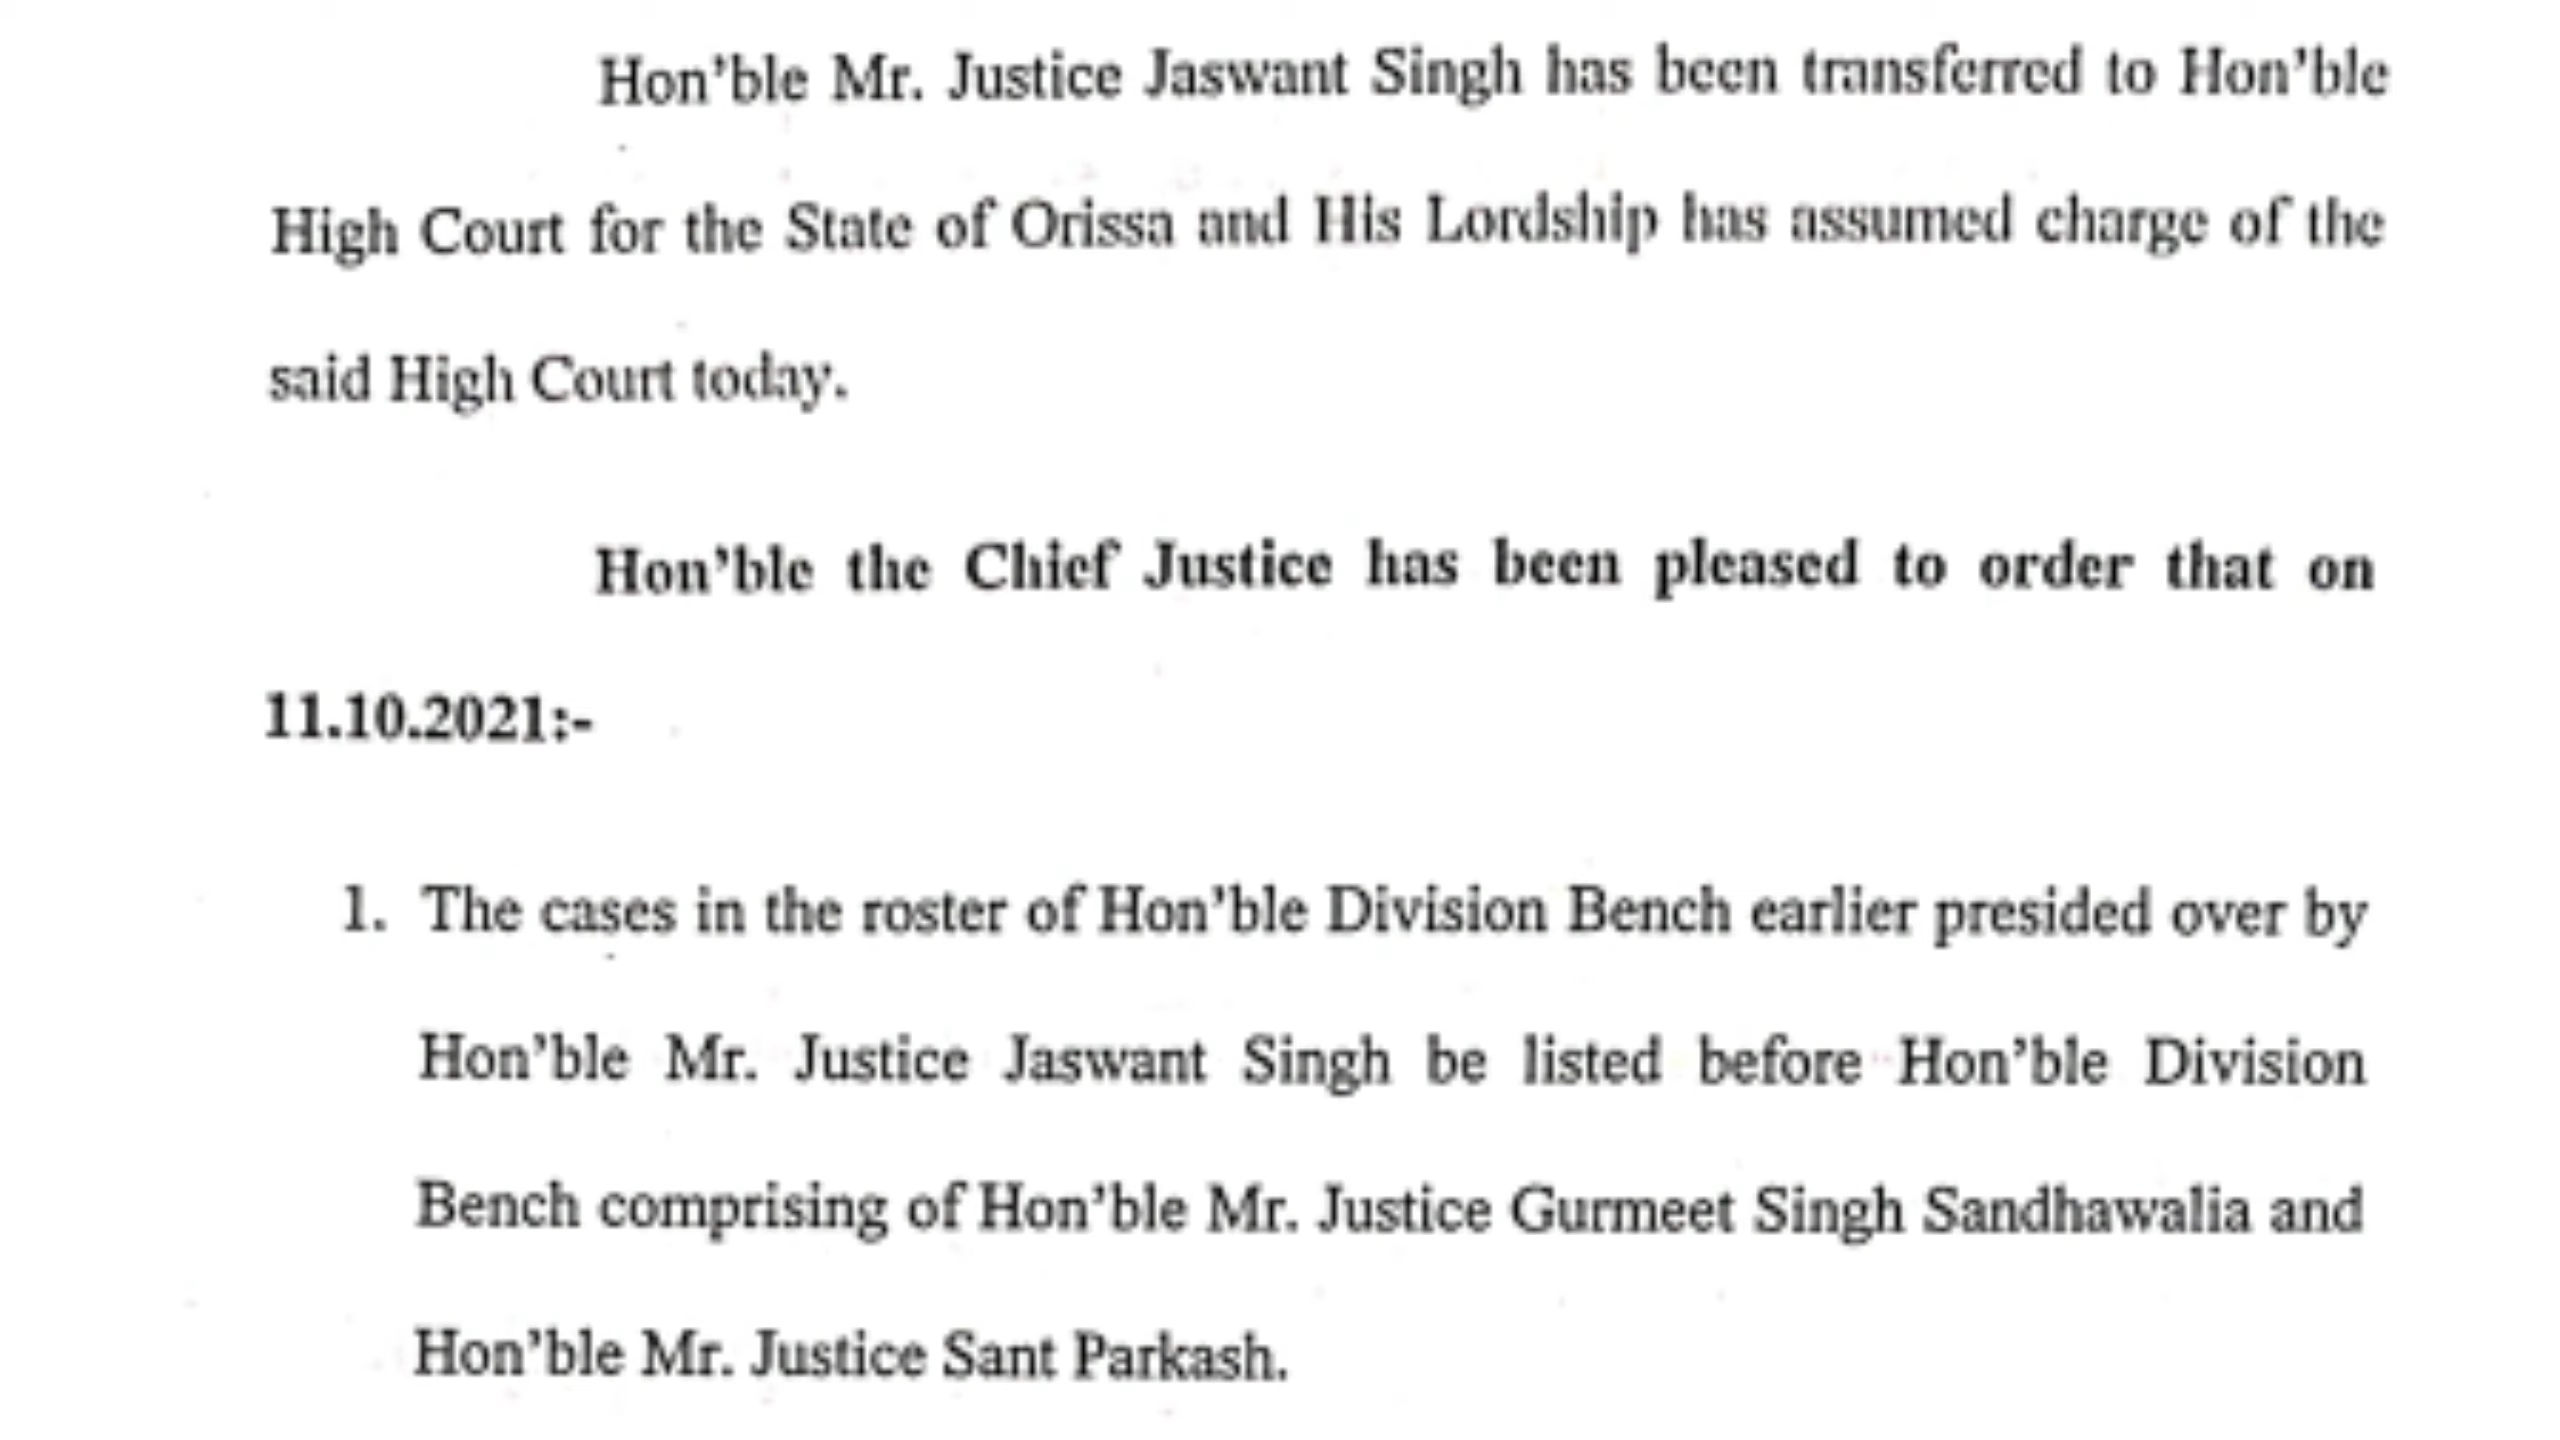 Hon'ble Mr. Justice Jaswant Singh has been transferred to Hon'ble
High Court for the State of Orissa and His Lordship has assumed charge of the
said High Court today.
Hon'ble the Chief Justice has been pleased to order that on
11.10.2021:-
1. The cases in the roster of Hon'ble Division Bench earlier presided over by
Hon'ble Mr. Justice Jaswant Singh be listed before Hon'ble Division
Bench comprising of Hon'ble Mr. Justice Gurmeet Singh Sandhawalia and
Hon'ble Mr. Justice Sant Parkash.